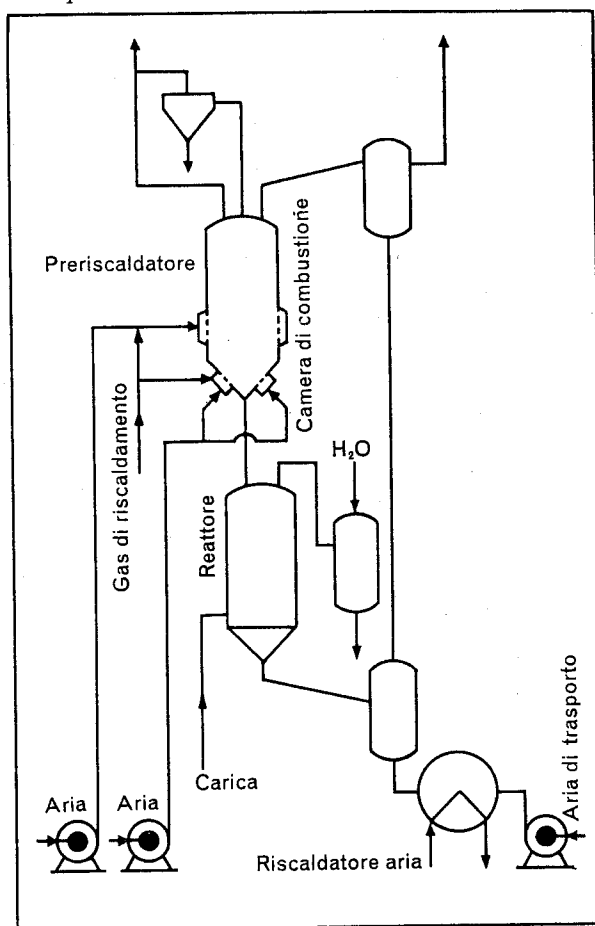 Preriscaldatore
Camera di combustione
Gas di riscaldamento
H₂O
Reattore
Carica
Aria
Aria
Aria di trasporto
Riscaldatore aria